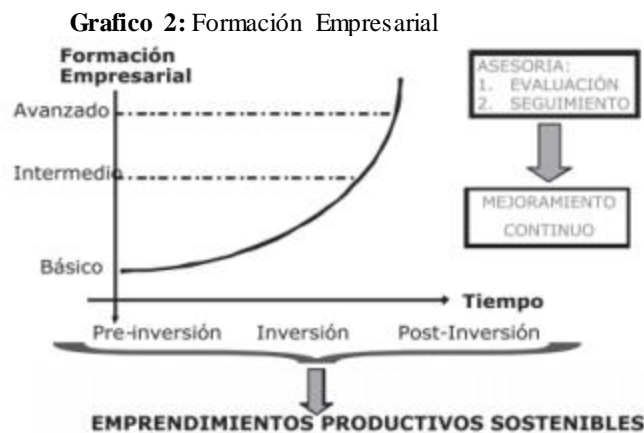 Grafico 2: Formación Empresarial
Formación
Empresarial
Avanzado
Intermedio
Básico
Tiempo
Pre-inversión Inversión Post-Inversión
ASESORIA:
1. EVALUACIÓN
2. SEGUIMIENTO
MEJORAMIENTO
CONTINUO
EMPRENDIMIENTOS PRODUCTIVOS SOSTENIBLES